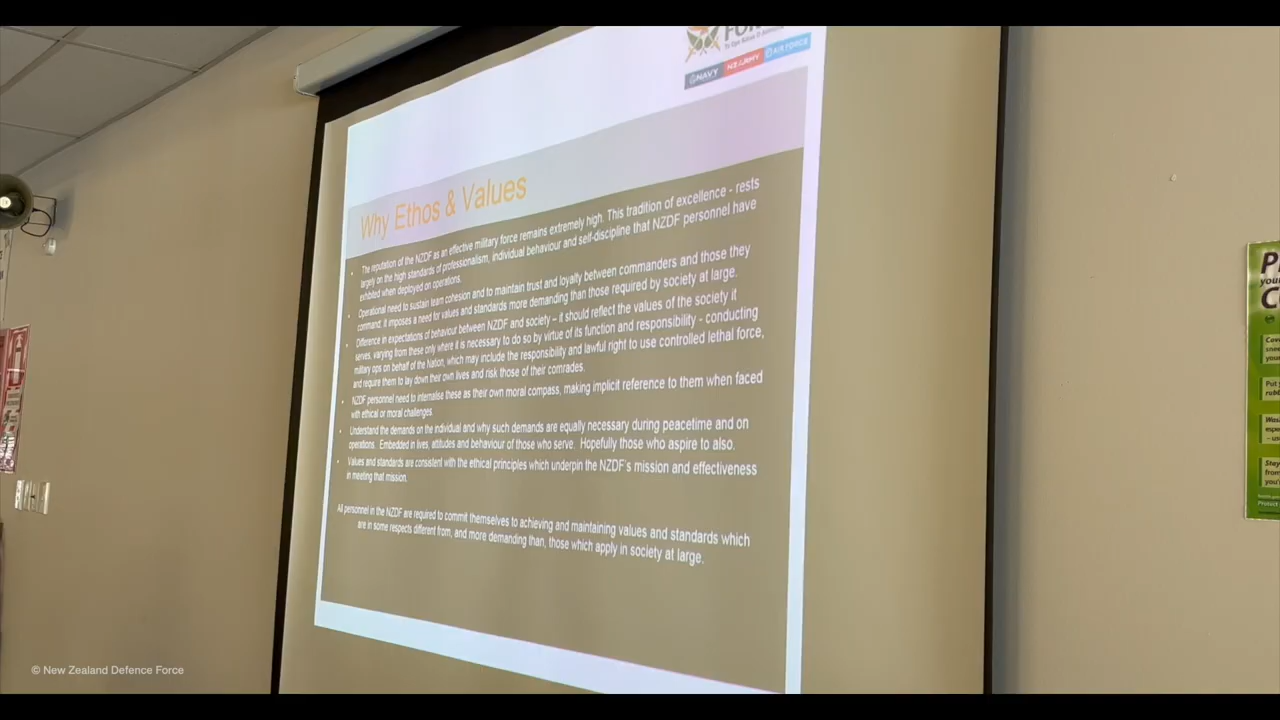 FOR
NAVY NZ ARMY AIR FORCE
Why Ethos & Values
• The reputation of the NZDF as an effective military force remains extremely high. This tradition of excellence - rests
largely on the high standards of professionalism, individual behaviour and self-discipline that NZDF personnel have
exhibited when deployed on operations.
• Operational need to sustain team cohesion and to maintain trust and loyalty between commanders and those they
command. It imposes a need for values and standards more demanding than those required by society at large.
• Difference in expectations of behaviour between NZDF and society – it should reflect the values of the society it
serves, varying from these only where it is necessary to do so by virtue of its function and responsibility - conducting
military ops on behalf of the Nation, which may include the responsibility and lawful right to use controlled lethal force,
and require them to lay down their own lives and risk those of their comrades.
• NZDF personnel need to internalise these as their own moral compass, making implicit reference to them when faced
with ethical or moral challenges.
• Understand the demands on the individual and why such demands are equally necessary during peacetime and on
operations. Embedded in lives, attitudes and behaviour of those who serve. Hopefully those who aspire to also.
• Values and standards are consistent with the ethical principles which underpin the NZDF's mission and effectiveness
in meeting that mission.
All personnel in the NZDF are required to commit themselves to achieving and maintaining values and standards which
are in some respects different from, and more demanding than, those which apply in society at large.
© New Zealand Defence Force